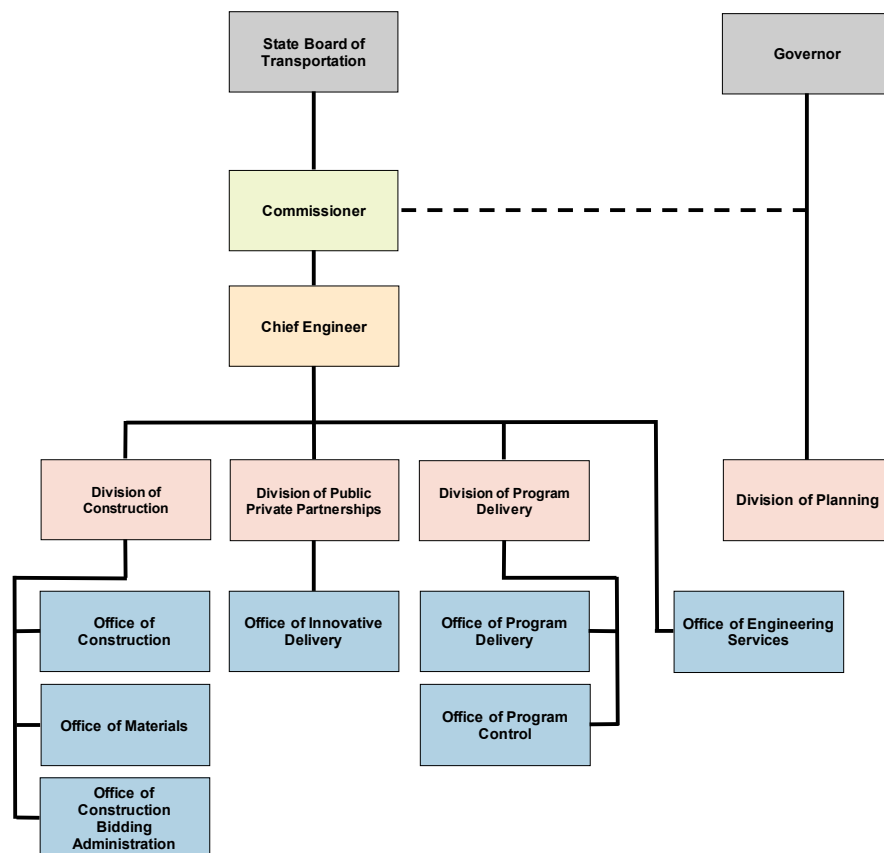 State Board of
Transportation
Governor
Commissioner
Chief Engineer
Division of
Construction
Division of Public
Private Partnerships
Division of Program
Delivery
Division of Planning
Office of
Construction
Office of Innovative
Delivery
Office of Program
Delivery
Office of Engineering
Services
Office of Materials
Office of Program
Control
Office of
Construction
Bidding
Administration